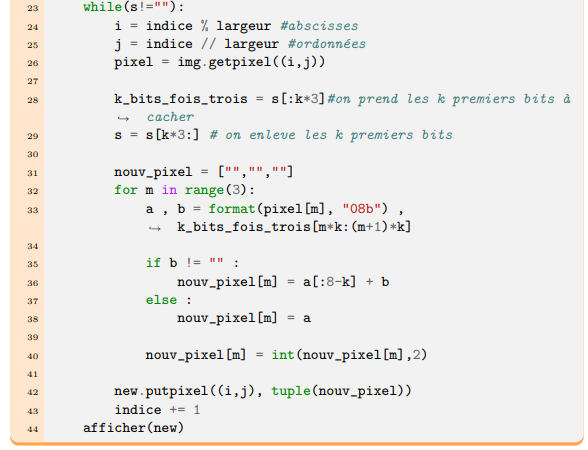 23 while(s!=""):
24 i = indice % largeur #abscisses
25 j = indice // largeur #ordonnées
26 pixel = img.getpixel((i,j))
27
28 k_bits_fois_trois = s[:k*3]#on prend les k premiers bits à
↪ cacher
29 s = s[k*3:] # on enleve les k premiers bits
30
31 nouv_pixel = ["","",""]
32 for m in range(3):
33 a , b = format(pixel[m], "08b") ,
↪ k_bits_fois_trois[m*k:(m+1)*k]
34
35 if b != "" :
36 nouv_pixel[m] = a[:8-k] + b
37 else :
38 nouv_pixel[m] = a
39
40 nouv_pixel[m] = int(nouv_pixel[m],2)
41
42 new.putpixel((i,j), tuple(nouv_pixel))
43 indice += 1
44 afficher(new)